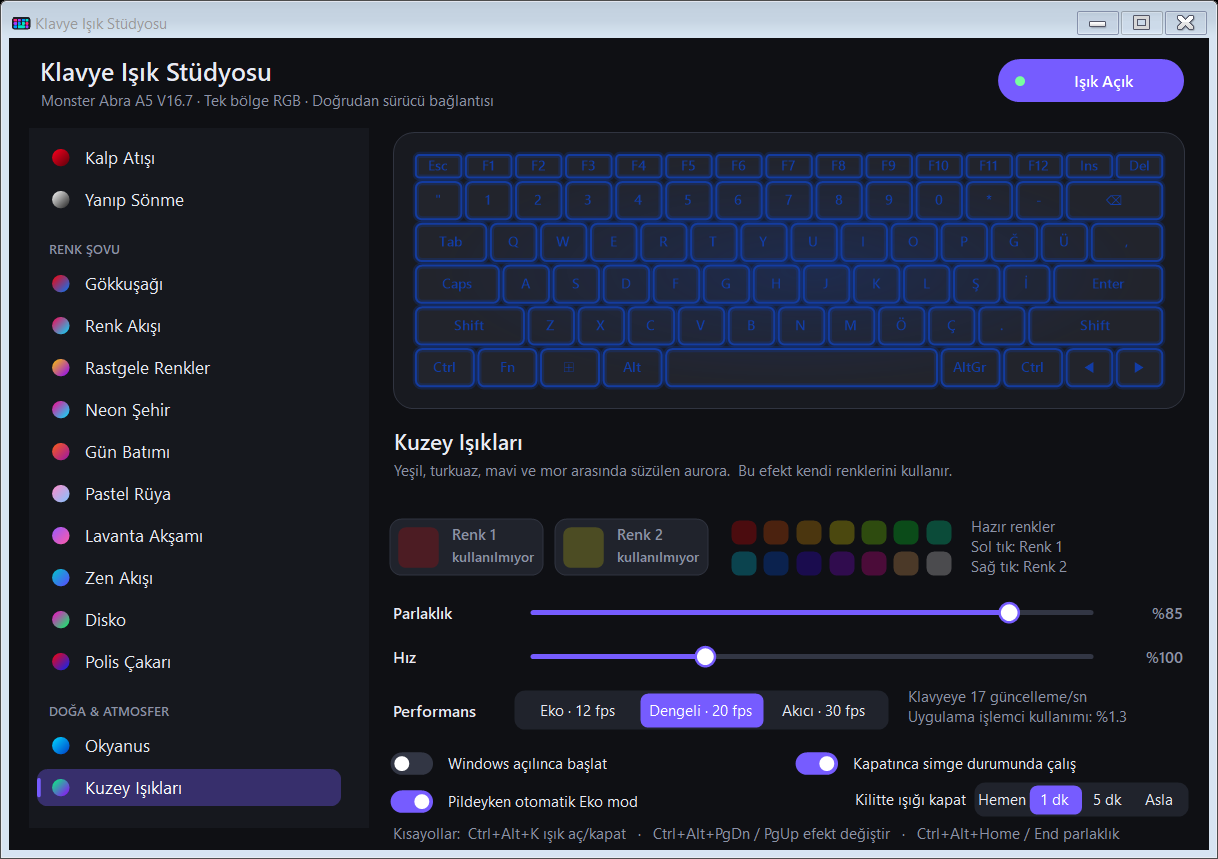 Klavye Işık Stüdyosu
Klavye Işık Stüdyosu
Monster Abra A5 V16.7 · Tek bölge RGB · Doğrudan sürücü bağlantısı
Işık Açık
Kalp Atışı
Yanıp Sönme
RENK ŞOVU
Gökkuşağı
Renk Akışı
Rastgele Renkler
Neon Şehir
Gün Batımı
Pastel Rüya
Lavanta Akşamı
Zen Akışı
Disko
Polis Çakarı
DOĞA & ATMOSFER
Okyanus
Kuzey Işıkları
Esc F1 F2 F3 F4 F5 F6 F7 F8 F9 F10 F11 F12 Ins Del
" 1 2 3 4 5 6 7 8 9 0 * - ⌫
Tab Q W E R T Y U I O P Ğ Ü ,
Caps A S D F G H J K L Ş İ Enter
Shift Z X C V B N M Ö Ç . Shift
Ctrl Fn ⊞ Alt AltGr Ctrl ◀ ▶
Kuzey Işıkları
Yeşil, turkuaz, mavi ve mor arasında süzülen aurora. Bu efekt kendi renklerini kullanır.
Renk 1
kullanılmıyor
Renk 2
kullanılmıyor
Hazır renkler
Sol tık: Renk 1
Sağ tık: Renk 2
Parlaklık %85
Hız %100
Performans Eko · 12 fps Dengeli · 20 fps Akıcı · 30 fps
Klavyeye 17 güncelleme/sn
Uygulama işlemci kullanımı: %1.3
Windows açılınca başlat
Kapatınca simge durumunda çalış
Pildeyken otomatik Eko mod
Kilitte ışığı kapat Hemen 1 dk 5 dk Asla
Kısayollar: Ctrl+Alt+K ışık aç/kapat · Ctrl+Alt+PgDn / PgUp efekt değiştir · Ctrl+Alt+Home / End parlaklık